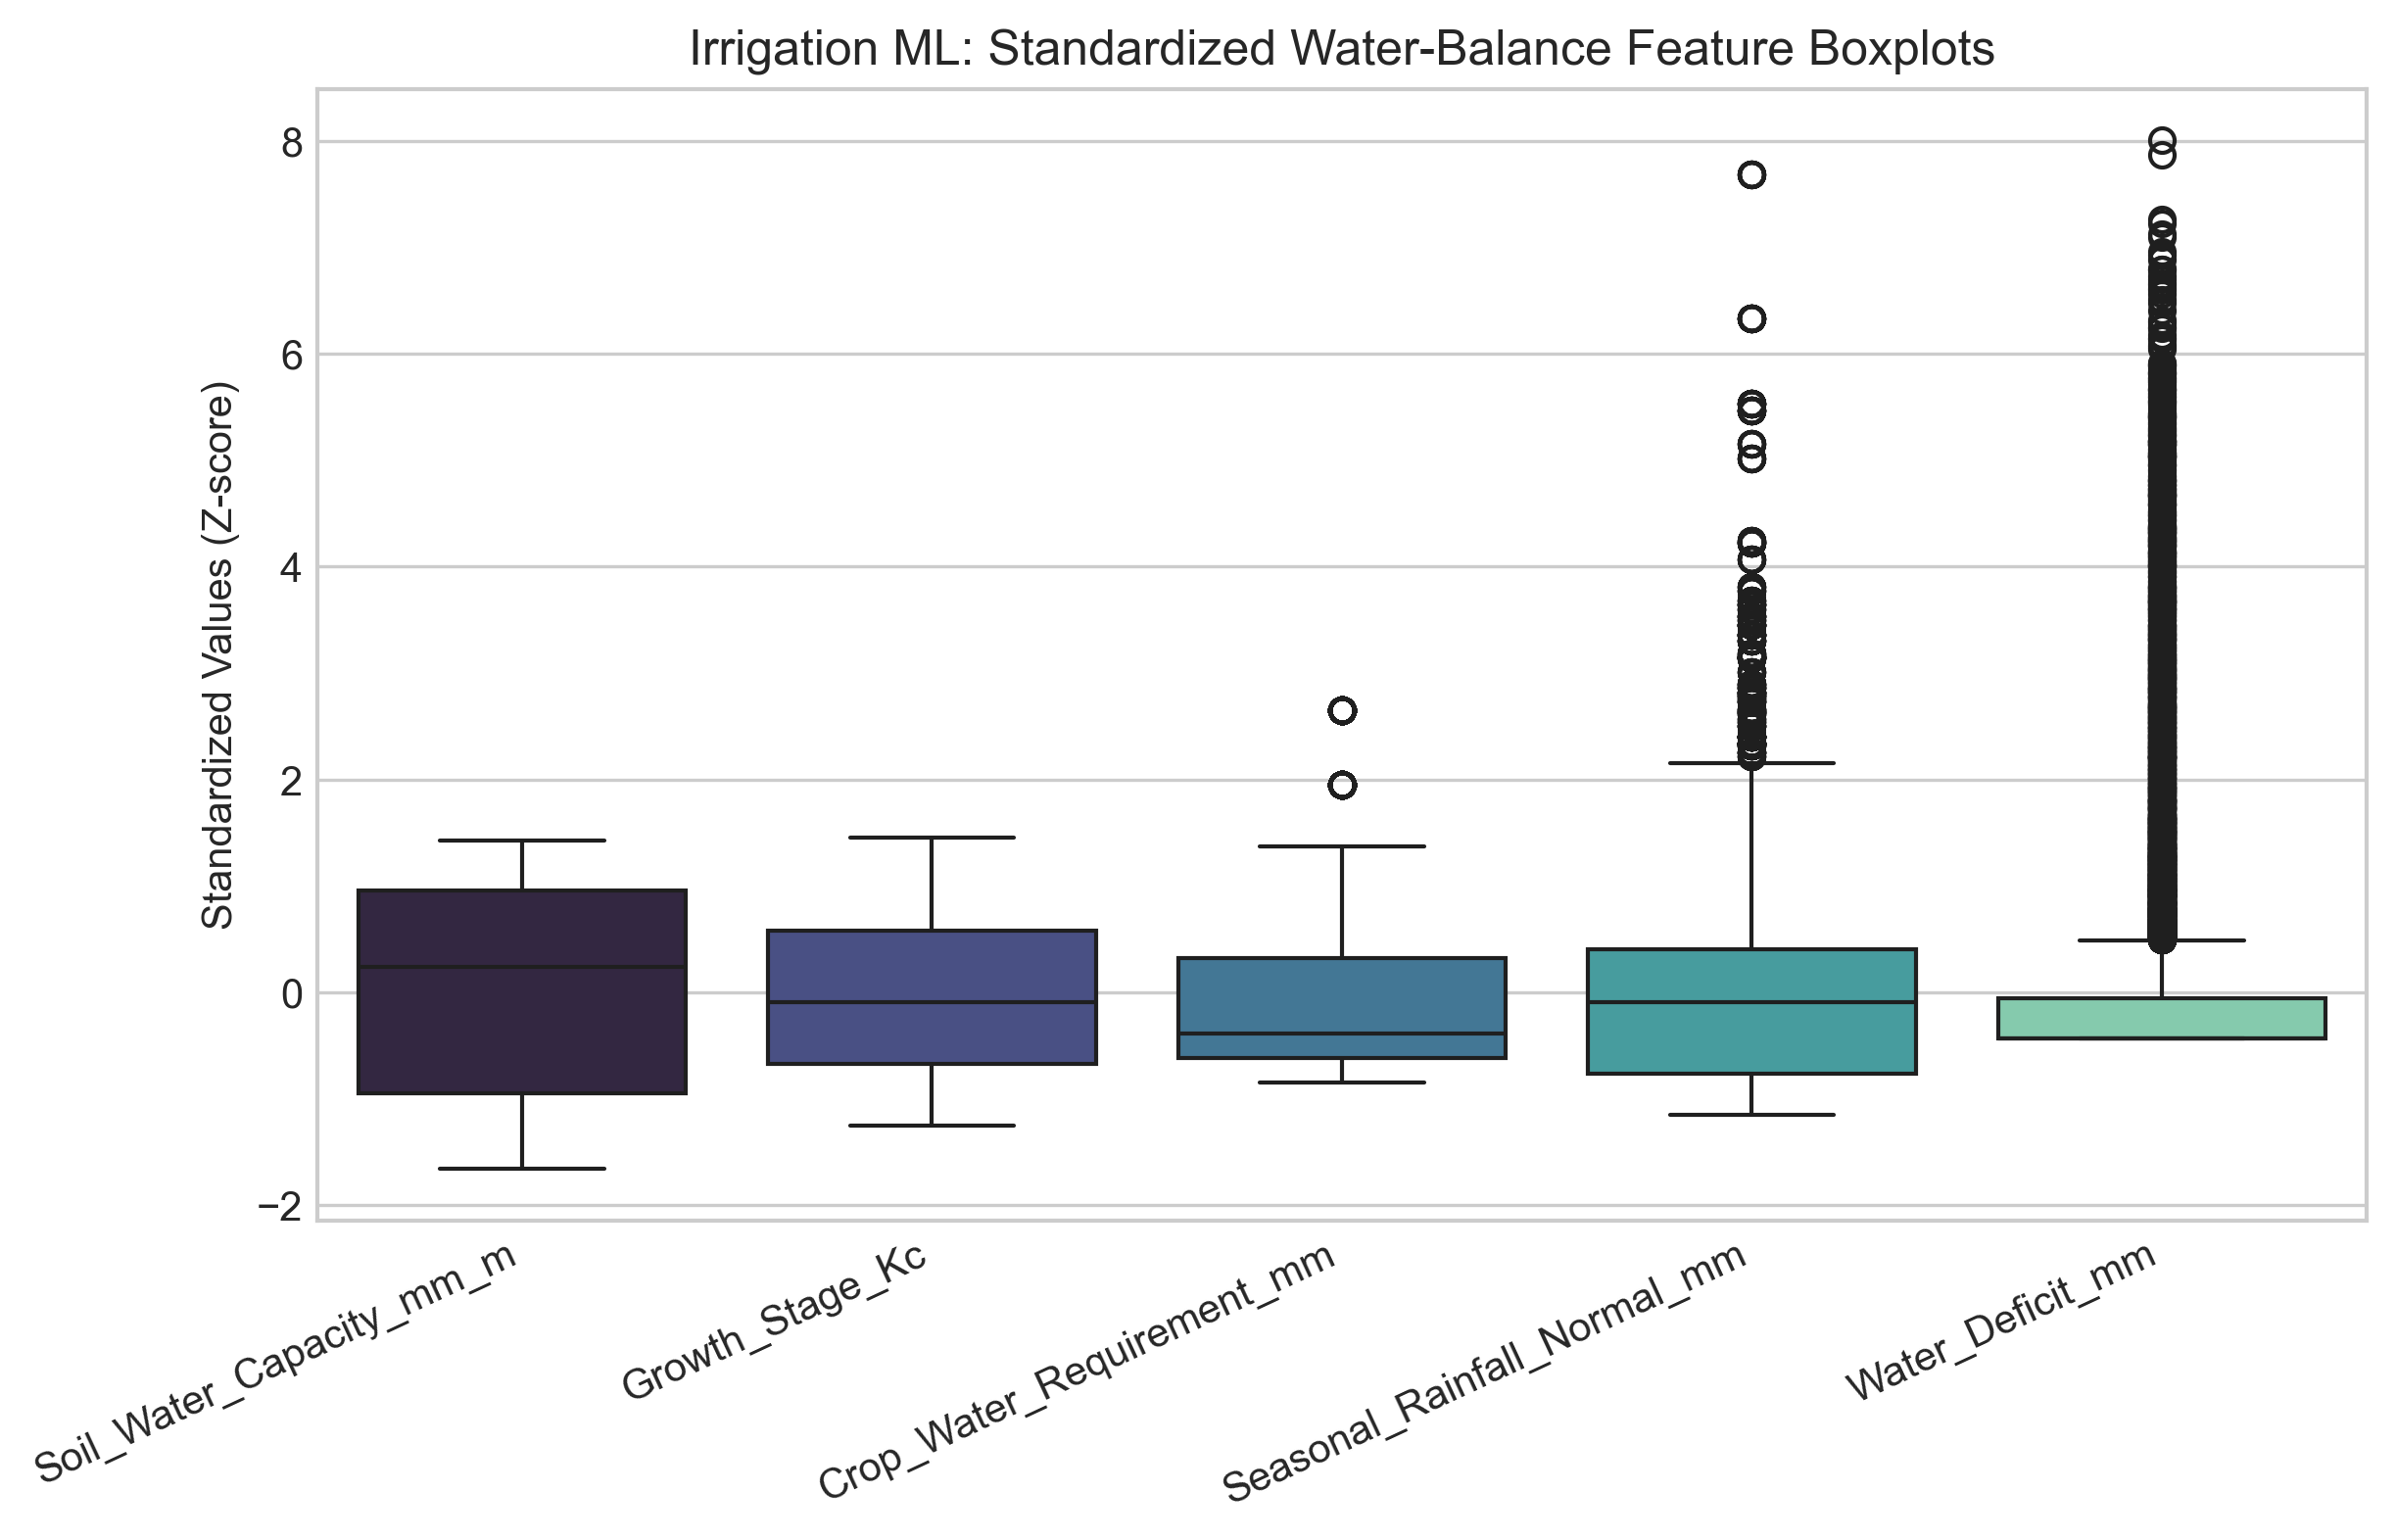 Irrigation ML: Standardized Water-Balance Feature Boxplots
Standardized Values (Z-score)
8
6
4
2
0
−2
Soil_Water_Capacity_mm_m
Growth_Stage_Kc
Crop_Water_Requirement_mm
Seasonal_Rainfall_Normal_mm
Water_Deficit_mm